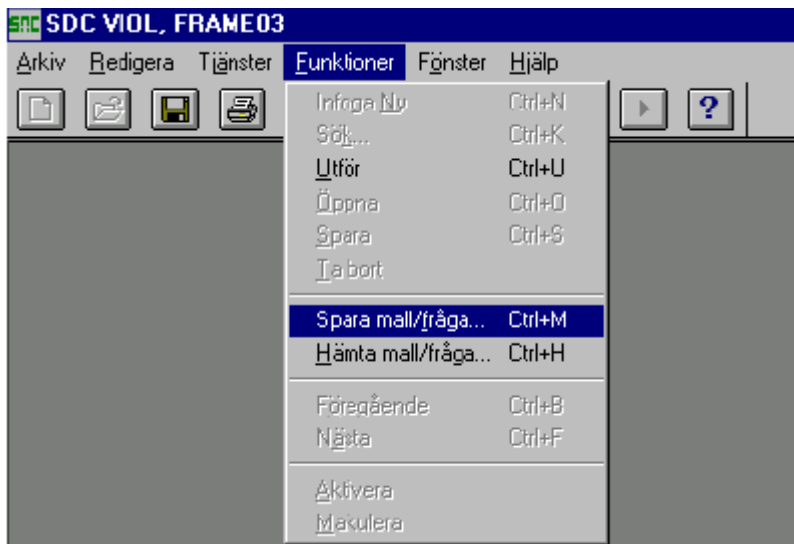 SDC SDC VIOL, FRAME03
Arkiv Redigera Tjänster Funktioner Fönster Hjälp
?
Infoga Ny Ctrl+N
Sök... Ctrl+K
Utför Ctrl+U
Öppna Ctrl+O
Spara Ctrl+S
Ta bort
Spara mall/fråga... Ctrl+M
Hämta mall/fråga... Ctrl+H
Föregående Ctrl+B
Nästa Ctrl+F
Aktivera
Makulera